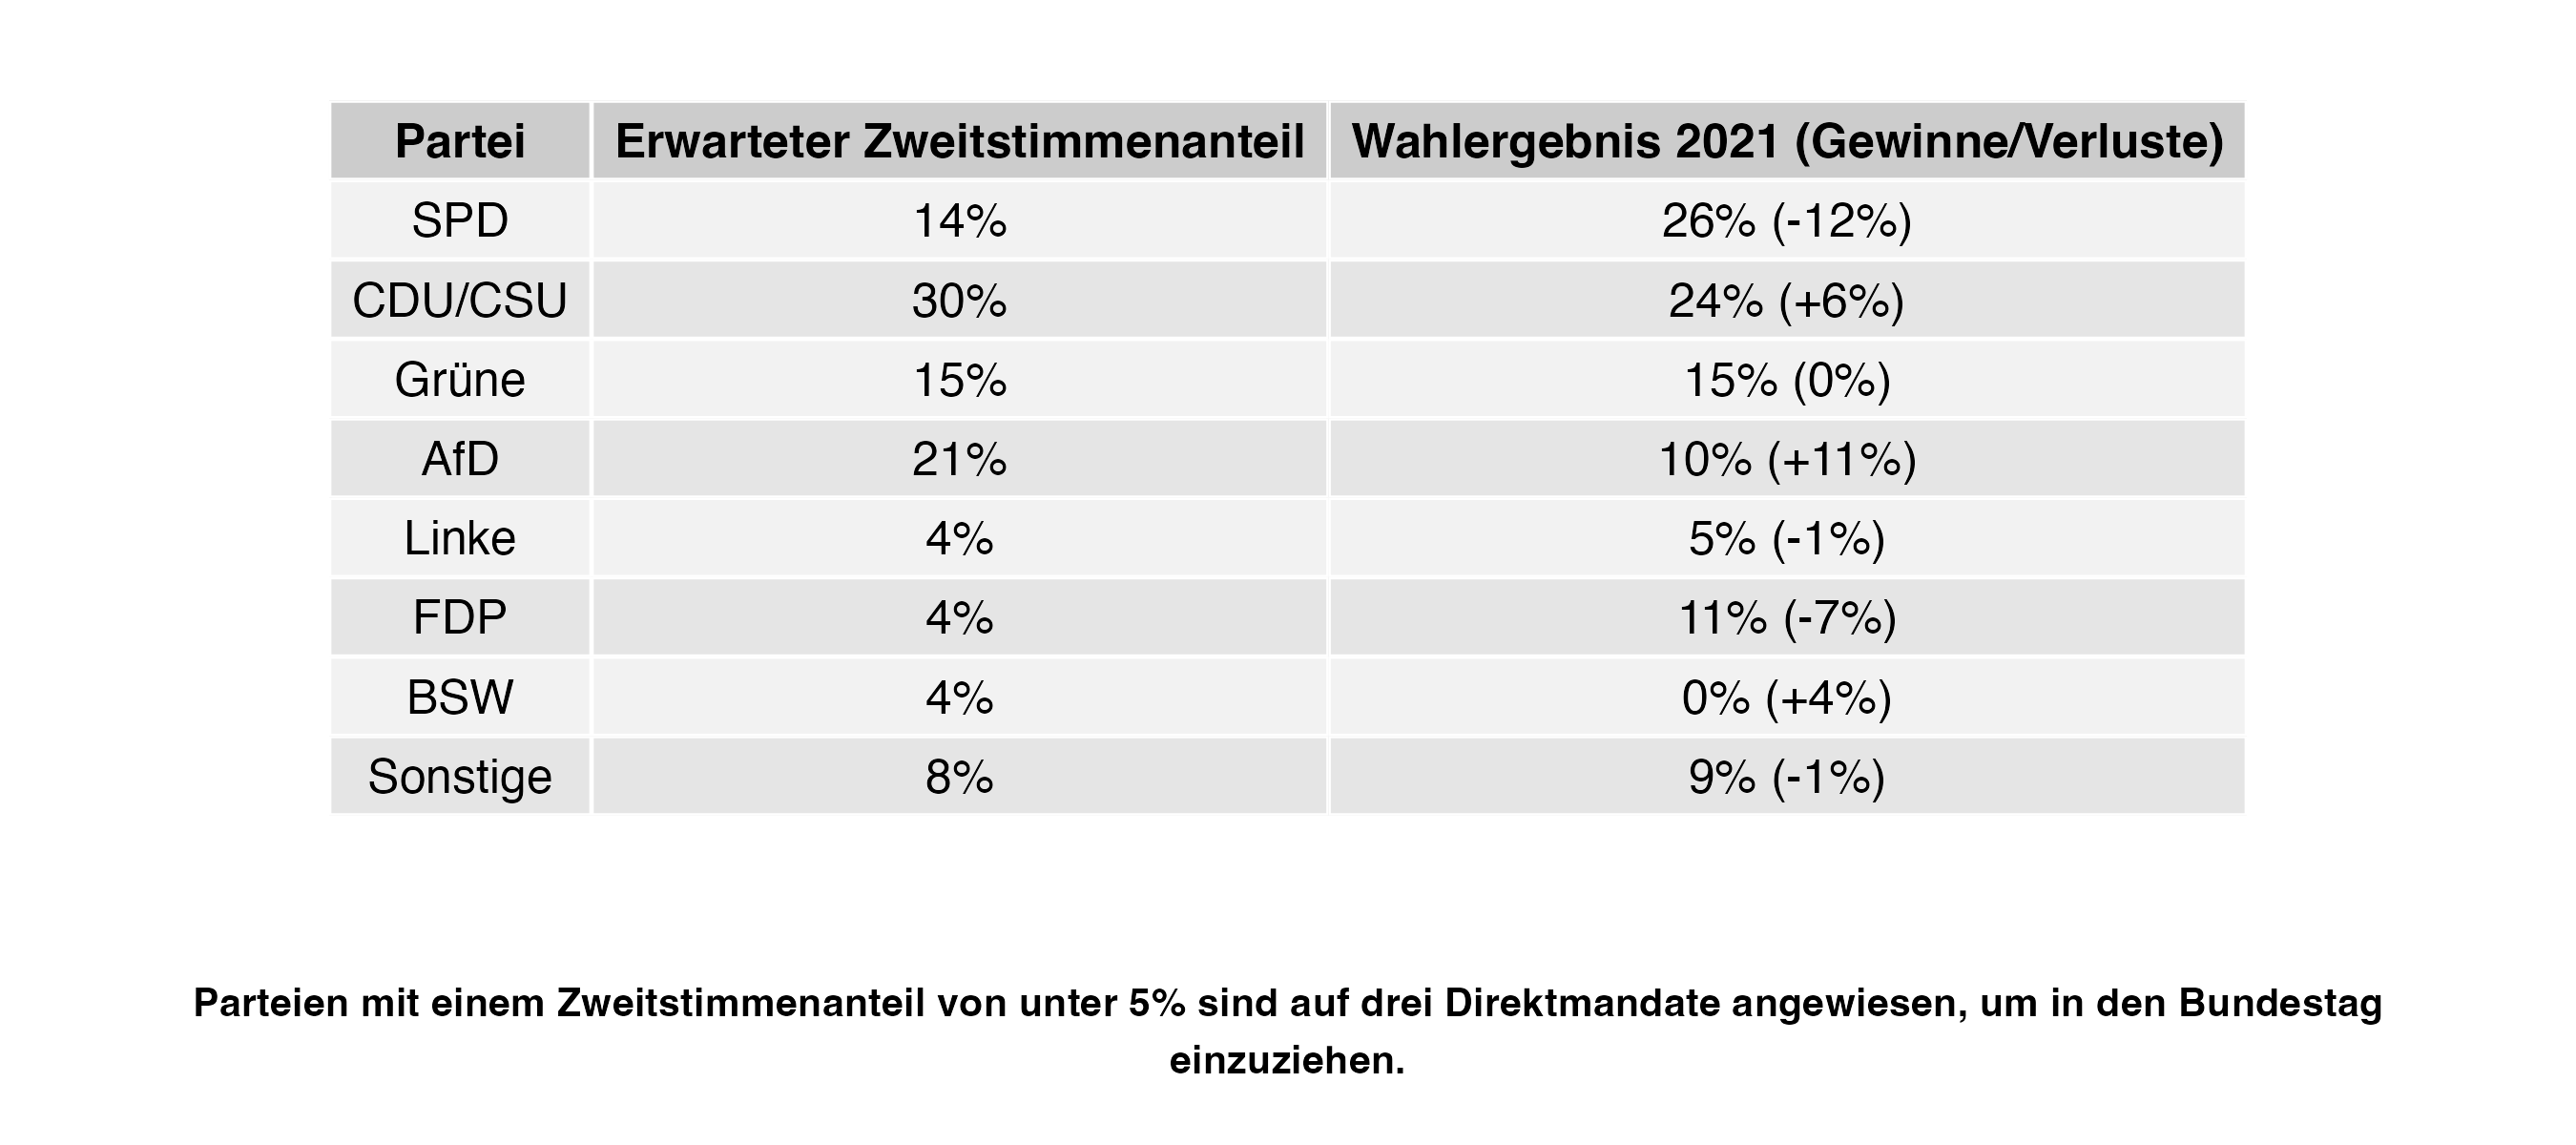 Partei Erwarteter Zweitstimmenanteil Wahlergebnis 2021 (Gewinne/Verluste)
SPD 14% 26% (-12%)
CDU/CSU 30% 24% (+6%)
Grüne 15% 15% (0%)
AfD 21% 10% (+11%)
Linke 4% 5% (-1%)
FDP 4% 11% (-7%)
BSW 4% 0% (+4%)
Sonstige 8% 9% (-1%)
Parteien mit einem Zweitstimmenanteil von unter 5% sind auf drei Direktmandate angewiesen, um in den Bundestag
einzuziehen.